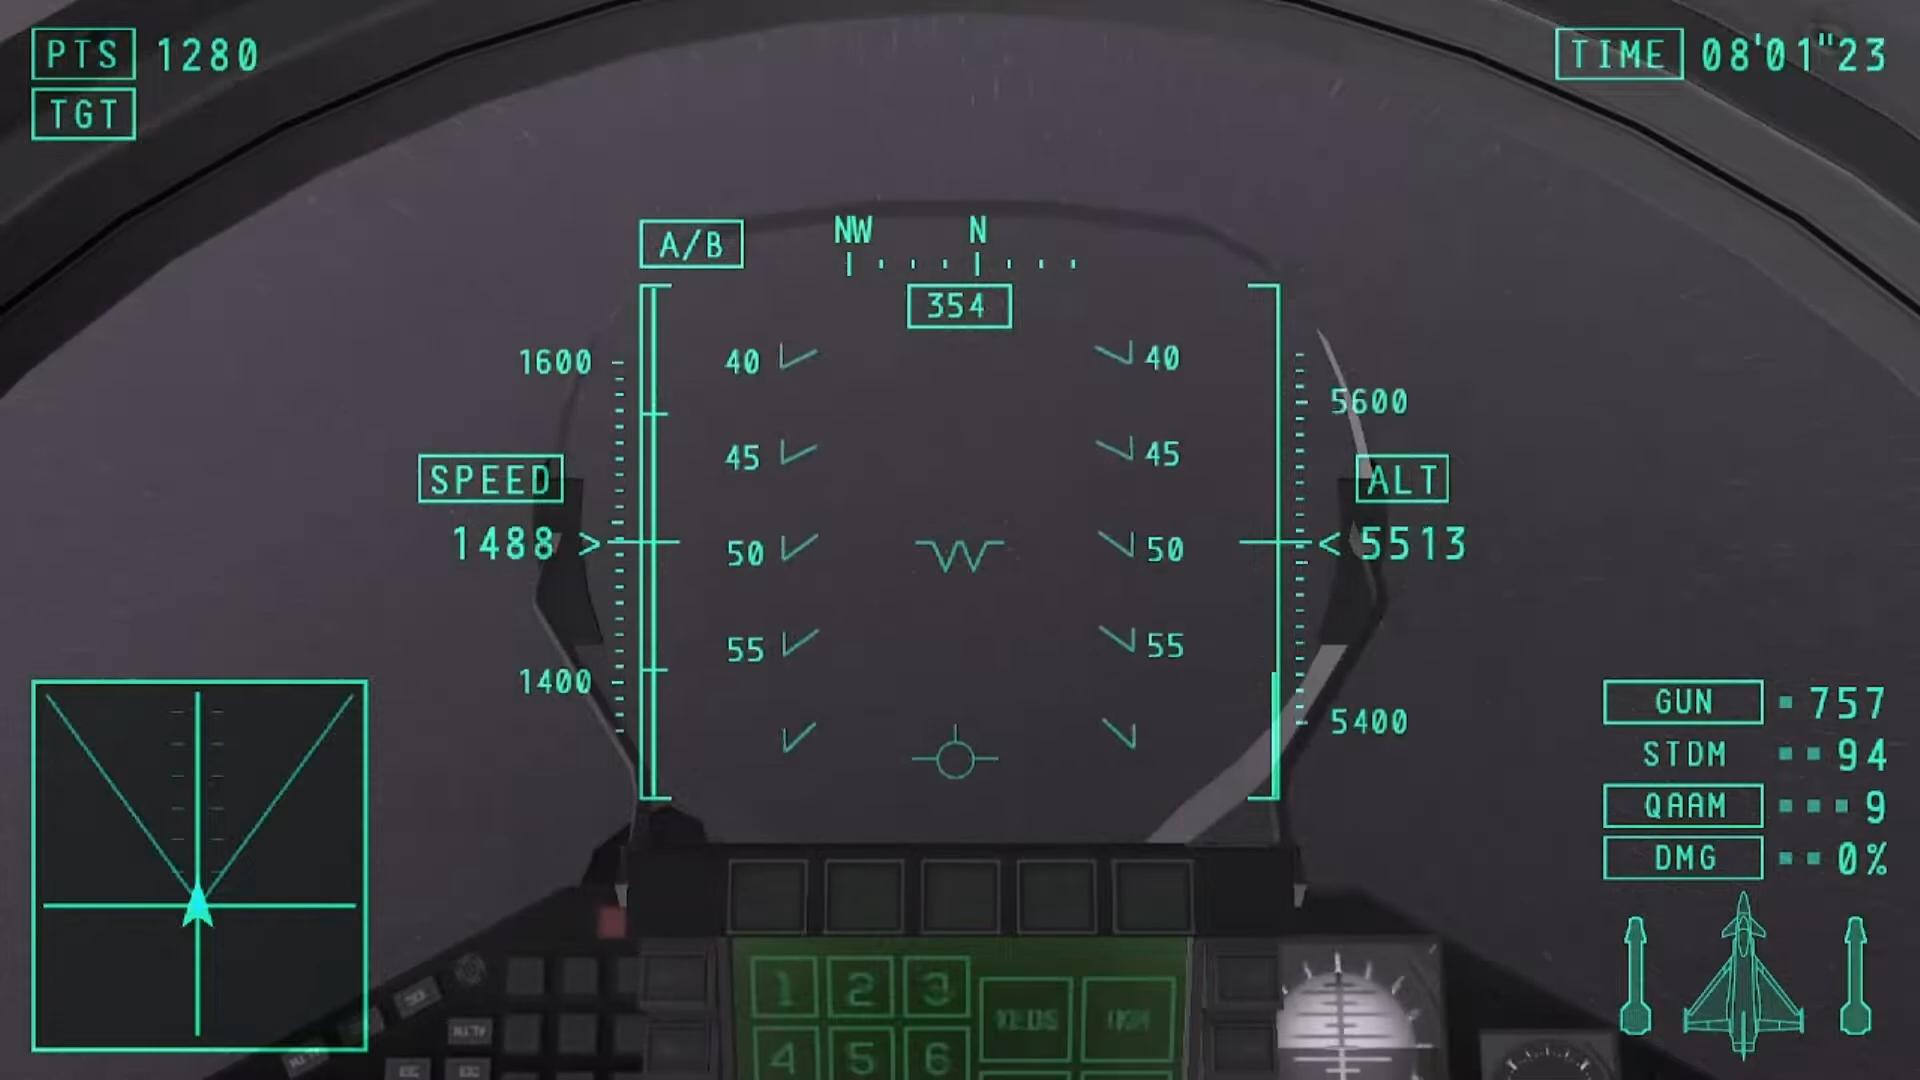 PTS 1280
TIME 08'01"23
TGT
NW N
A/B
354
1600
40 40
5600
45 45
SPEED
ALT
1488 > 50 50 < 5513
55 55
1400
5400
GUN 757
STDM 94
QAAM 9
DMG 0%
1 2 3
4 5 6